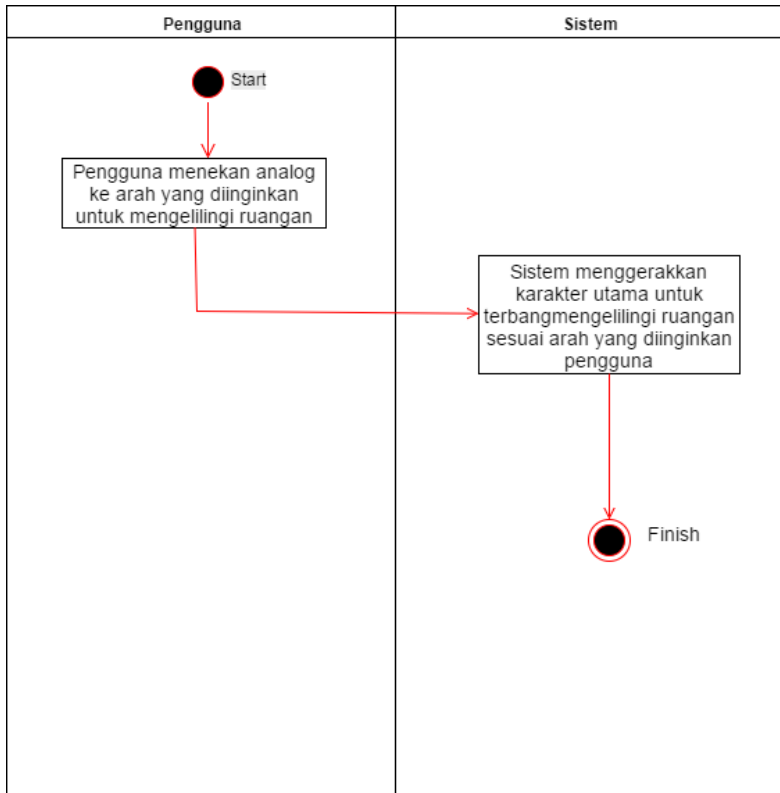 Pengguna
Sistem
Start
Pengguna menekan analog
ke arah yang diinginkan
untuk mengelilingi ruangan
Sistem menggerakkan
karakter utama untuk
terbangmengelilingi ruangan
sesuai arah yang diinginkan
pengguna
Finish